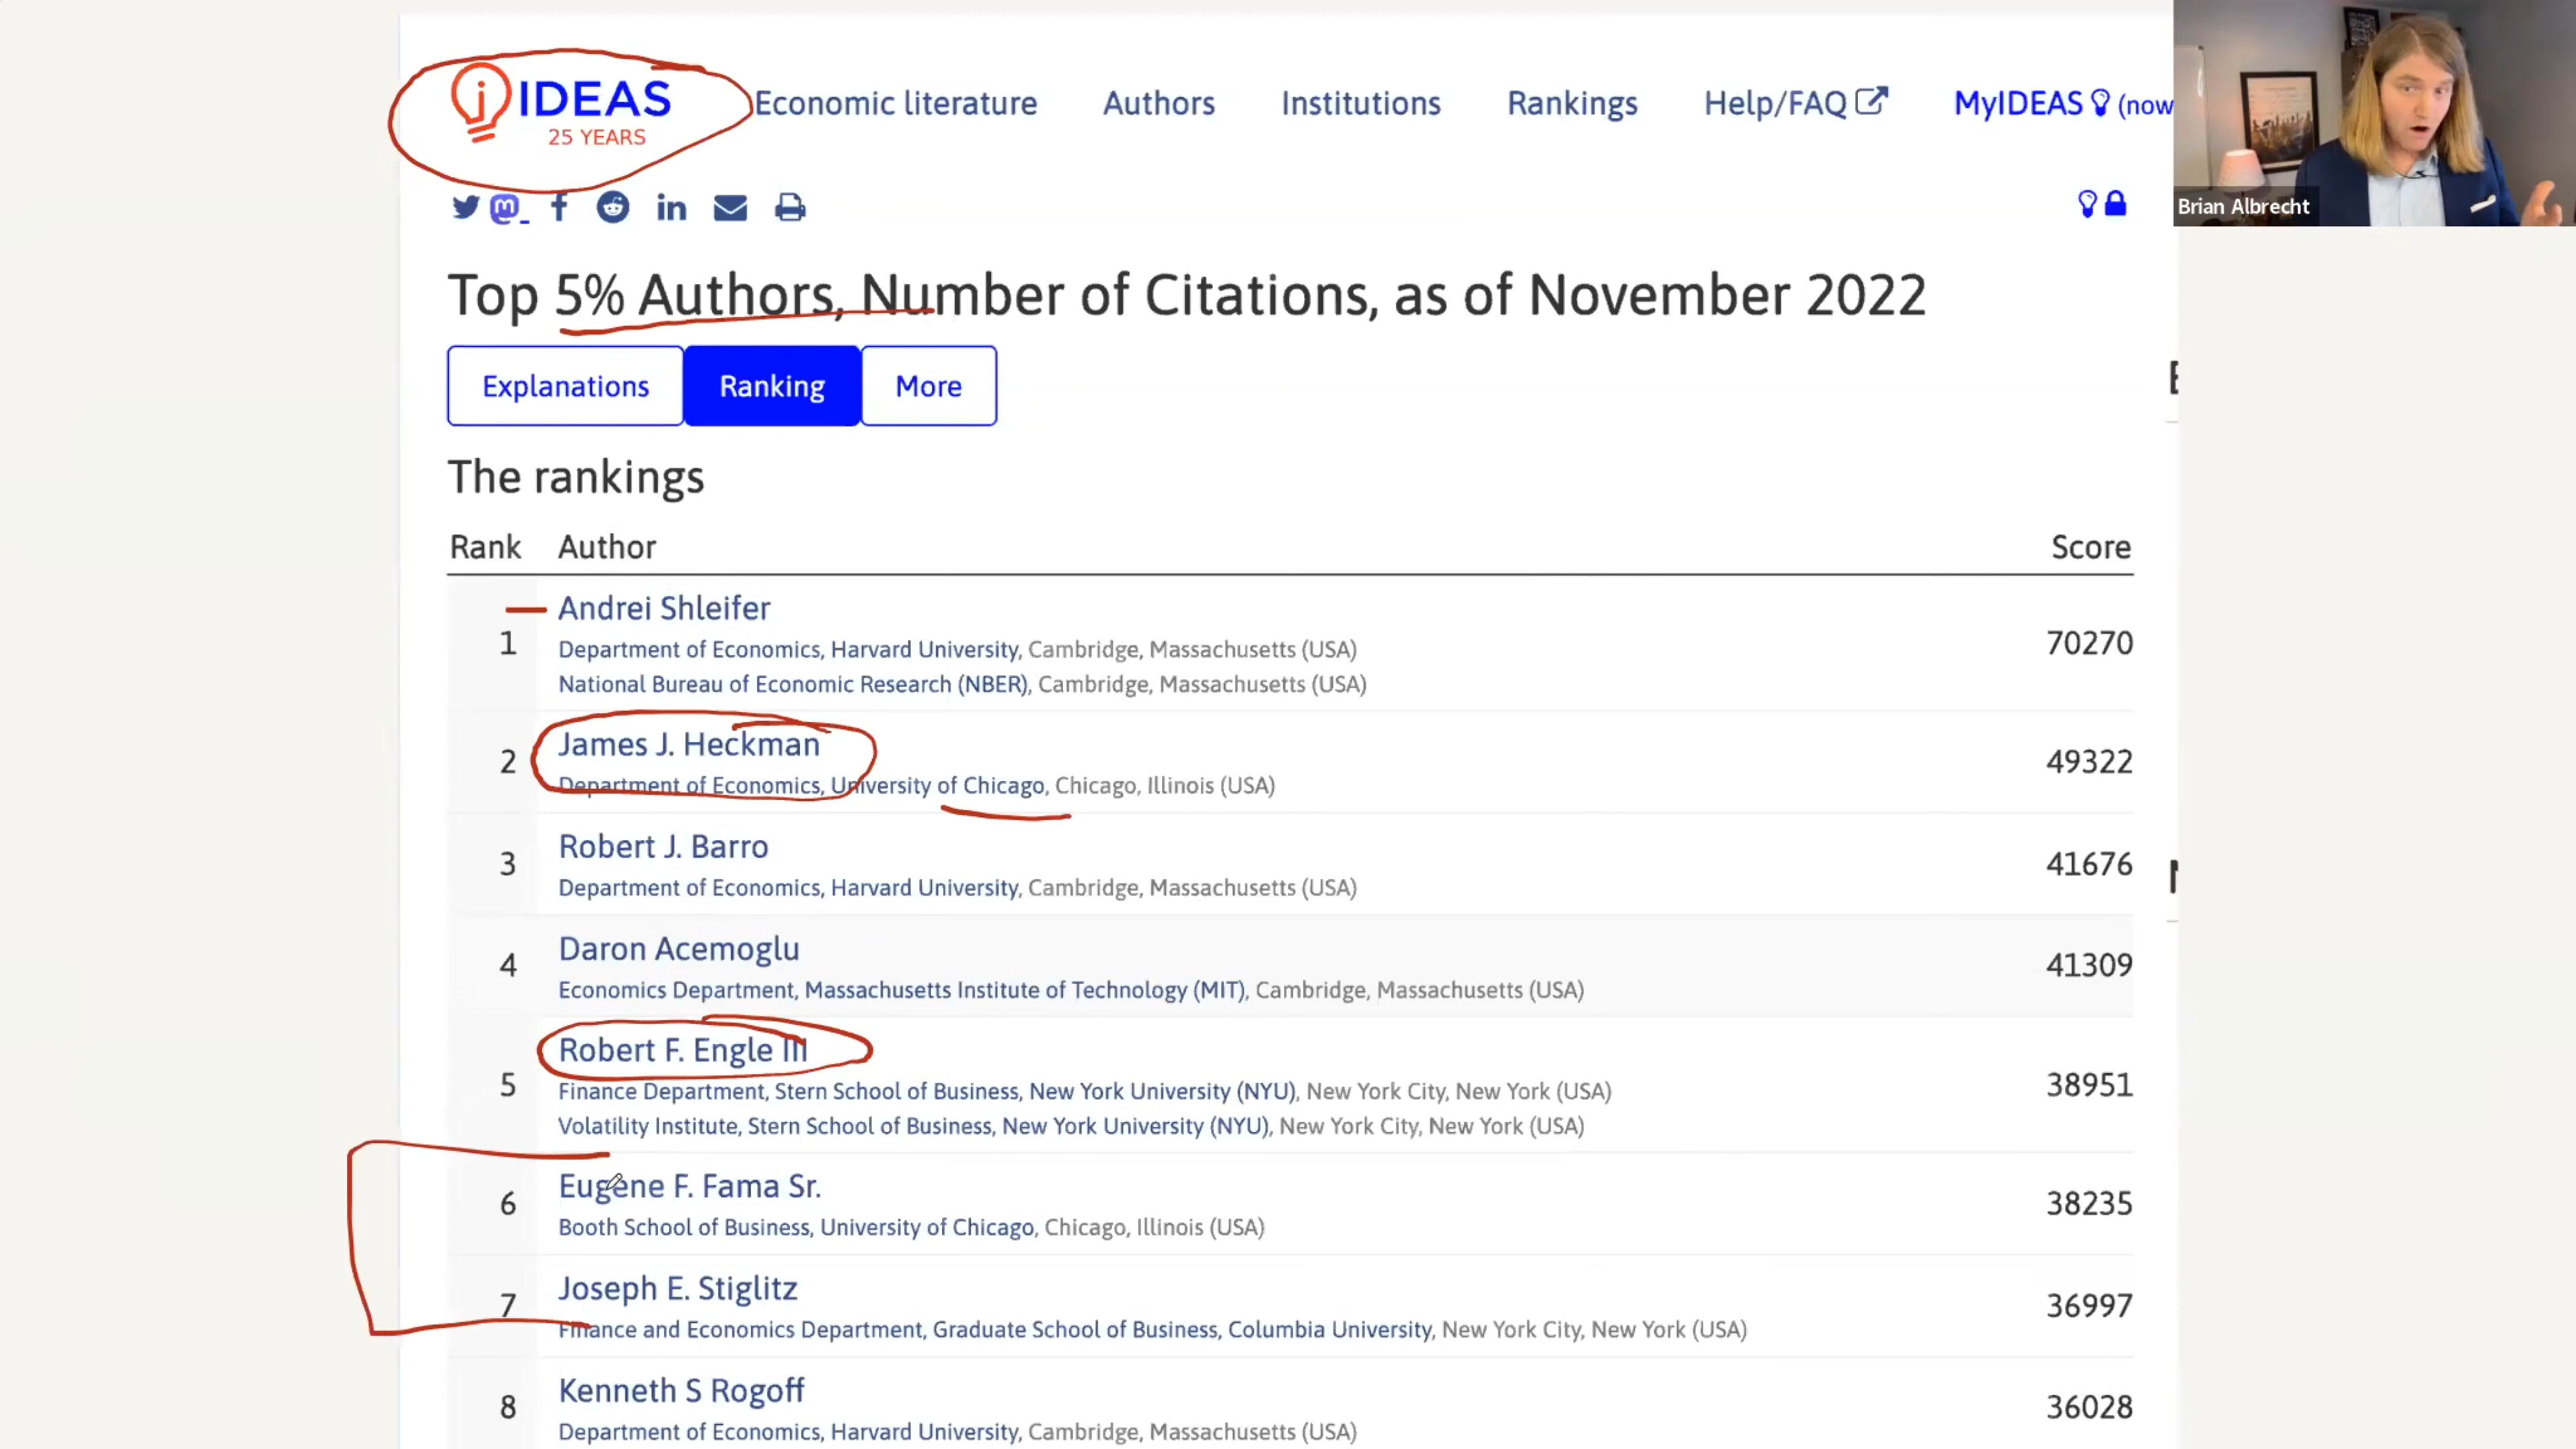 IDEAS
25 YEARS
Economic literature
Authors
Institutions
Rankings
Help/FAQ
MyIDEAS (now
Brian Albrecht
Top 5% Authors, Number of Citations, as of November 2022
Explanations
Ranking
More
The rankings
Rank Author Score
1
Andrei Shleifer
Department of Economics, Harvard University, Cambridge, Massachusetts (USA)
National Bureau of Economic Research (NBER), Cambridge, Massachusetts (USA)
70270
2
James J. Heckman
Department of Economics, University of Chicago, Chicago, Illinois (USA)
49322
3
Robert J. Barro
Department of Economics, Harvard University, Cambridge, Massachusetts (USA)
41676
4
Daron Acemoglu
Economics Department, Massachusetts Institute of Technology (MIT), Cambridge, Massachusetts (USA)
41309
5
Robert F. Engle III
Finance Department, Stern School of Business, New York University (NYU), New York City, New York (USA)
Volatility Institute, Stern School of Business, New York University (NYU), New York City, New York (USA)
38951
6
Eugene F. Fama Sr.
Booth School of Business, University of Chicago, Chicago, Illinois (USA)
38235
7
Joseph E. Stiglitz
Finance and Economics Department, Graduate School of Business, Columbia University, New York City, New York (USA)
36997
8
Kenneth S Rogoff
Department of Economics, Harvard University, Cambridge, Massachusetts (USA)
36028